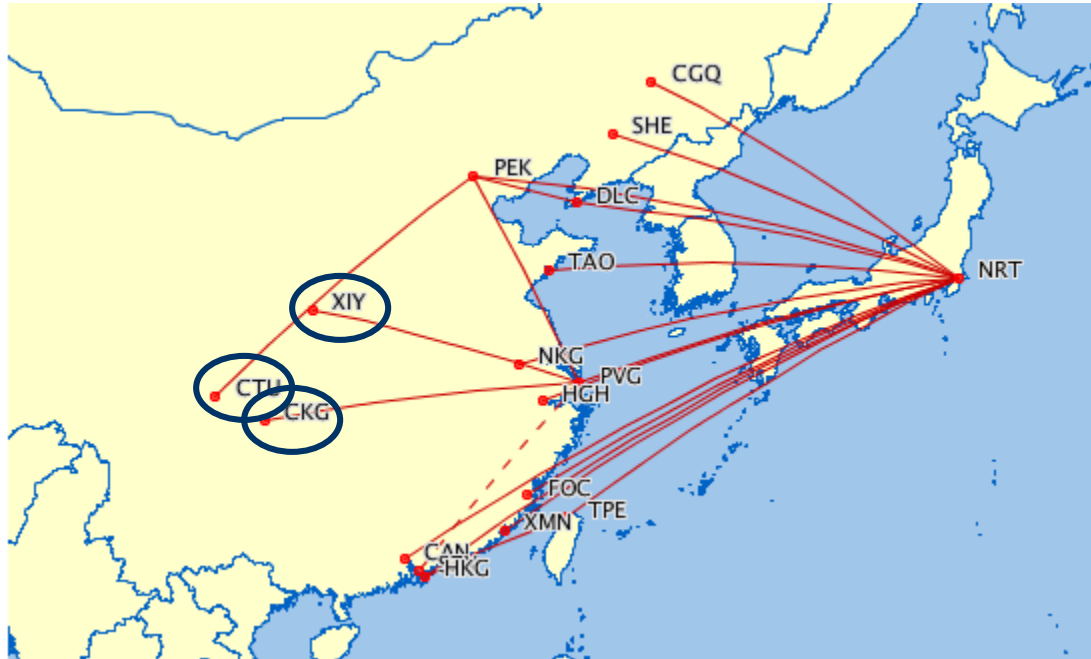 CGQ
SHE
PEK
DLC
TAO
NRT
XIY
NKG
PVG
CTU
HGH
CKG
FOC
TPE
XMN
CAN
HKG